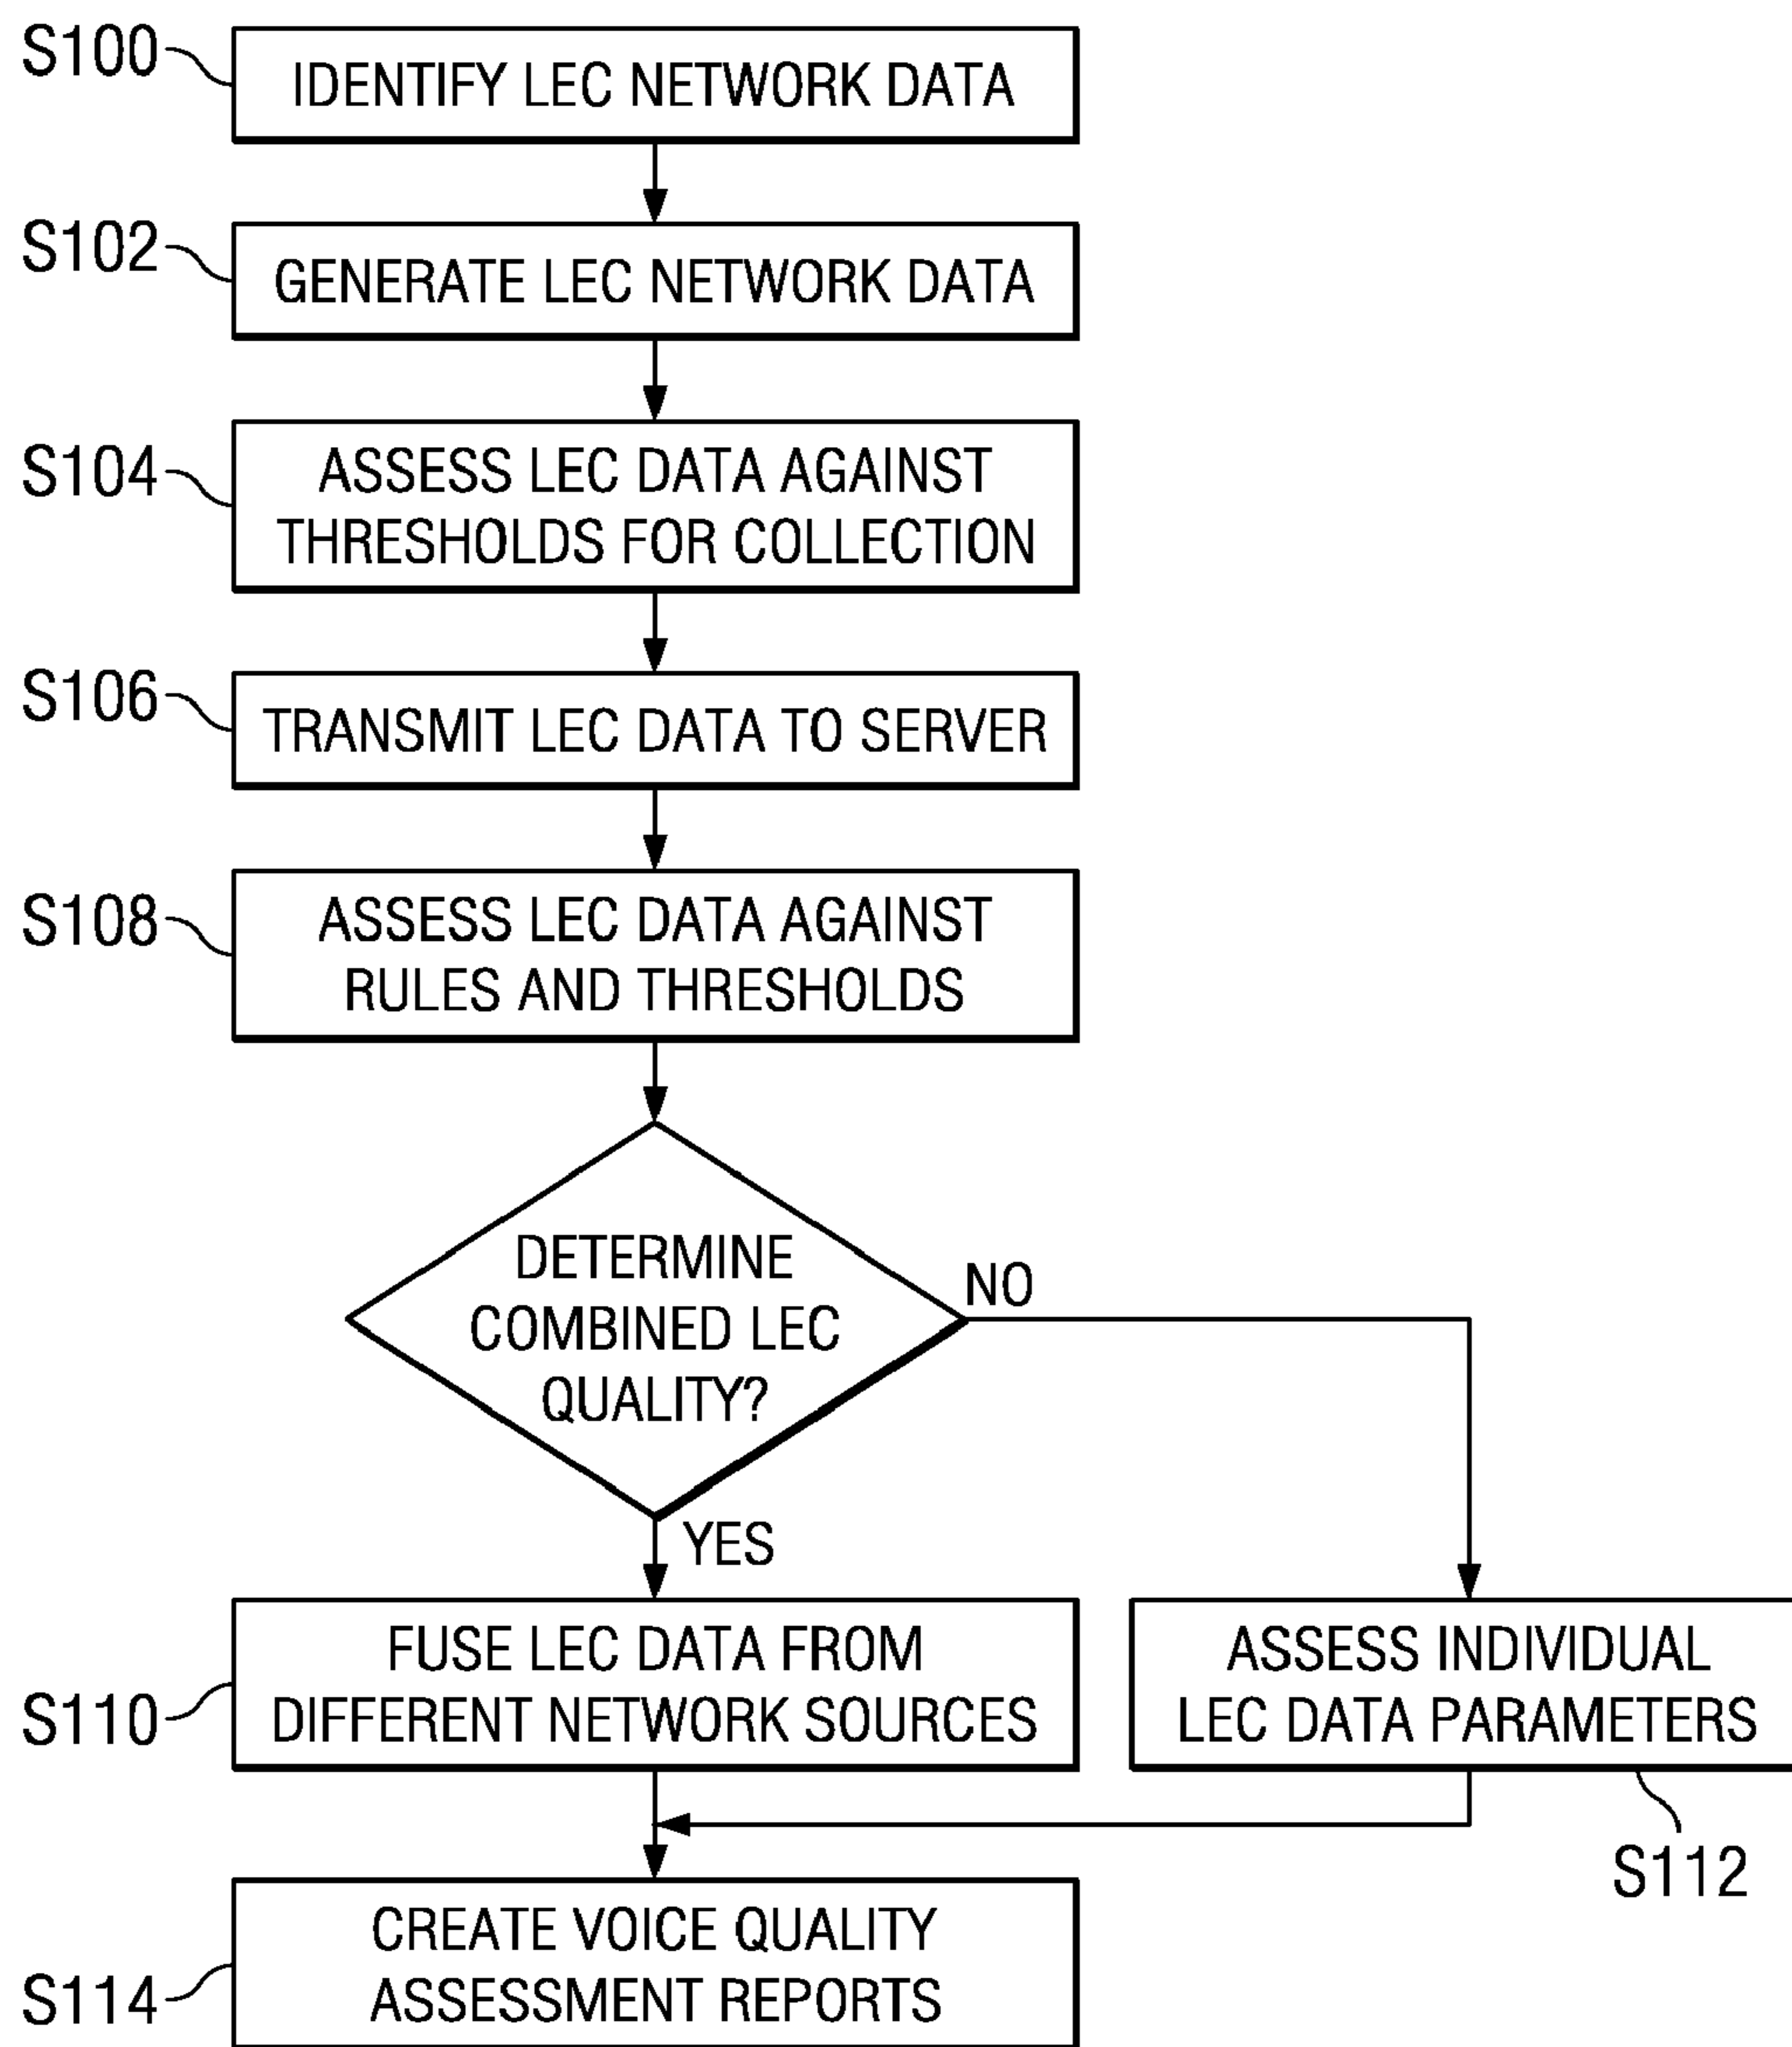 S100
IDENTIFY LEC NETWORK DATA
S102
GENERATE LEC NETWORK DATA
S104
ASSESS LEC DATA AGAINST
THRESHOLDS FOR COLLECTION
S106
TRANSMIT LEC DATA TO SERVER
S108
ASSESS LEC DATA AGAINST
RULES AND THRESHOLDS
DETERMINE
COMBINED LEC
QUALITY?
NO
YES
S110
FUSE LEC DATA FROM
DIFFERENT NETWORK SOURCES
ASSESS INDIVIDUAL
LEC DATA PARAMETERS
S112
S114
CREATE VOICE QUALITY
ASSESSMENT REPORTS